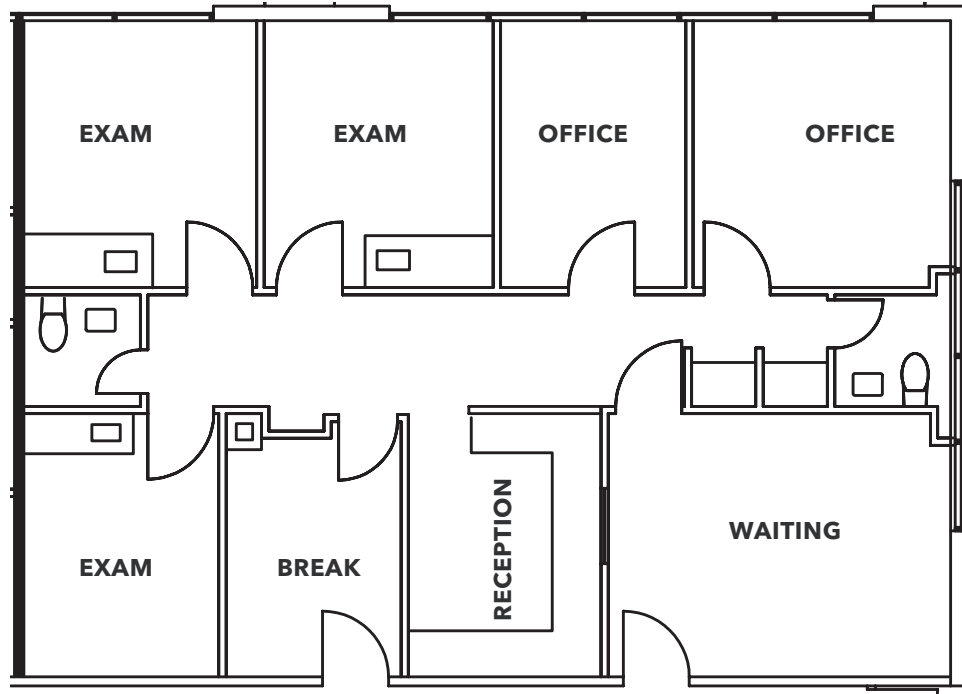 EXAM
EXAM
OFFICE
OFFICE
EXAM
BREAK
RECEPTION
WAITING